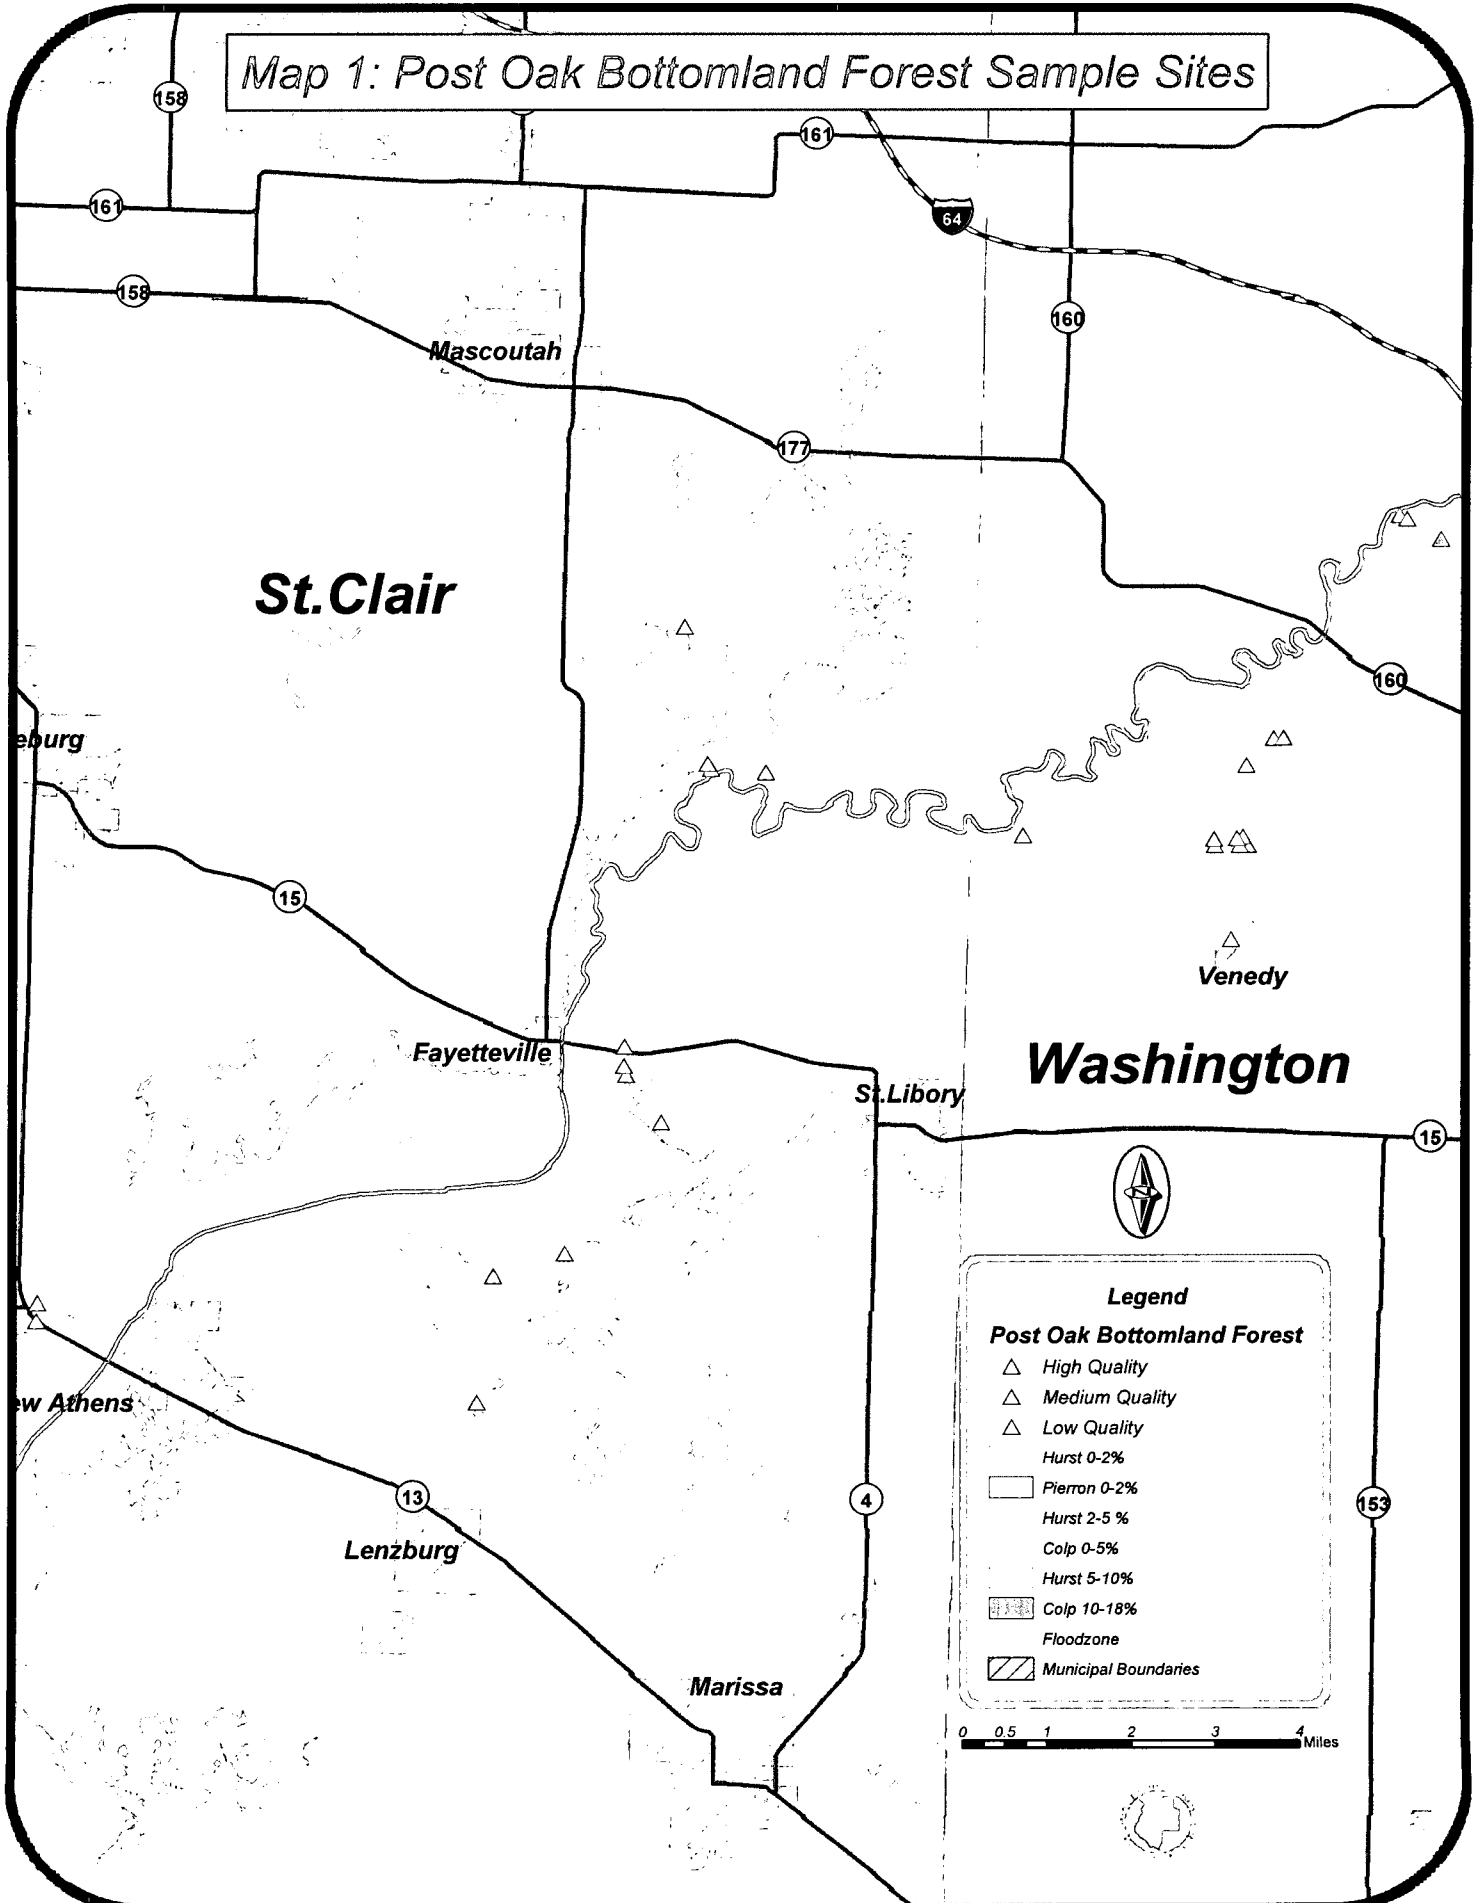 Map 1: Post Oak Bottomland Forest Sample Sites
158
161
161
64
158
160
Mascoutah
177
St.Clair
160
eburg
15
Venedy
Fayetteville
Washington
St.Libory
15
N
Legend
Post Oak Bottomland Forest
High Quality
Medium Quality
Low Quality
Hurst 0-2%
Pierron 0-2%
Hurst 2-5 %
Colp 0-5%
Hurst 5-10%
Colp 10-18%
Floodzone
Municipal Boundaries
ew Athens
13
4
153
Lenzburg
Marissa
0 0.5 1 2 3 4
Miles